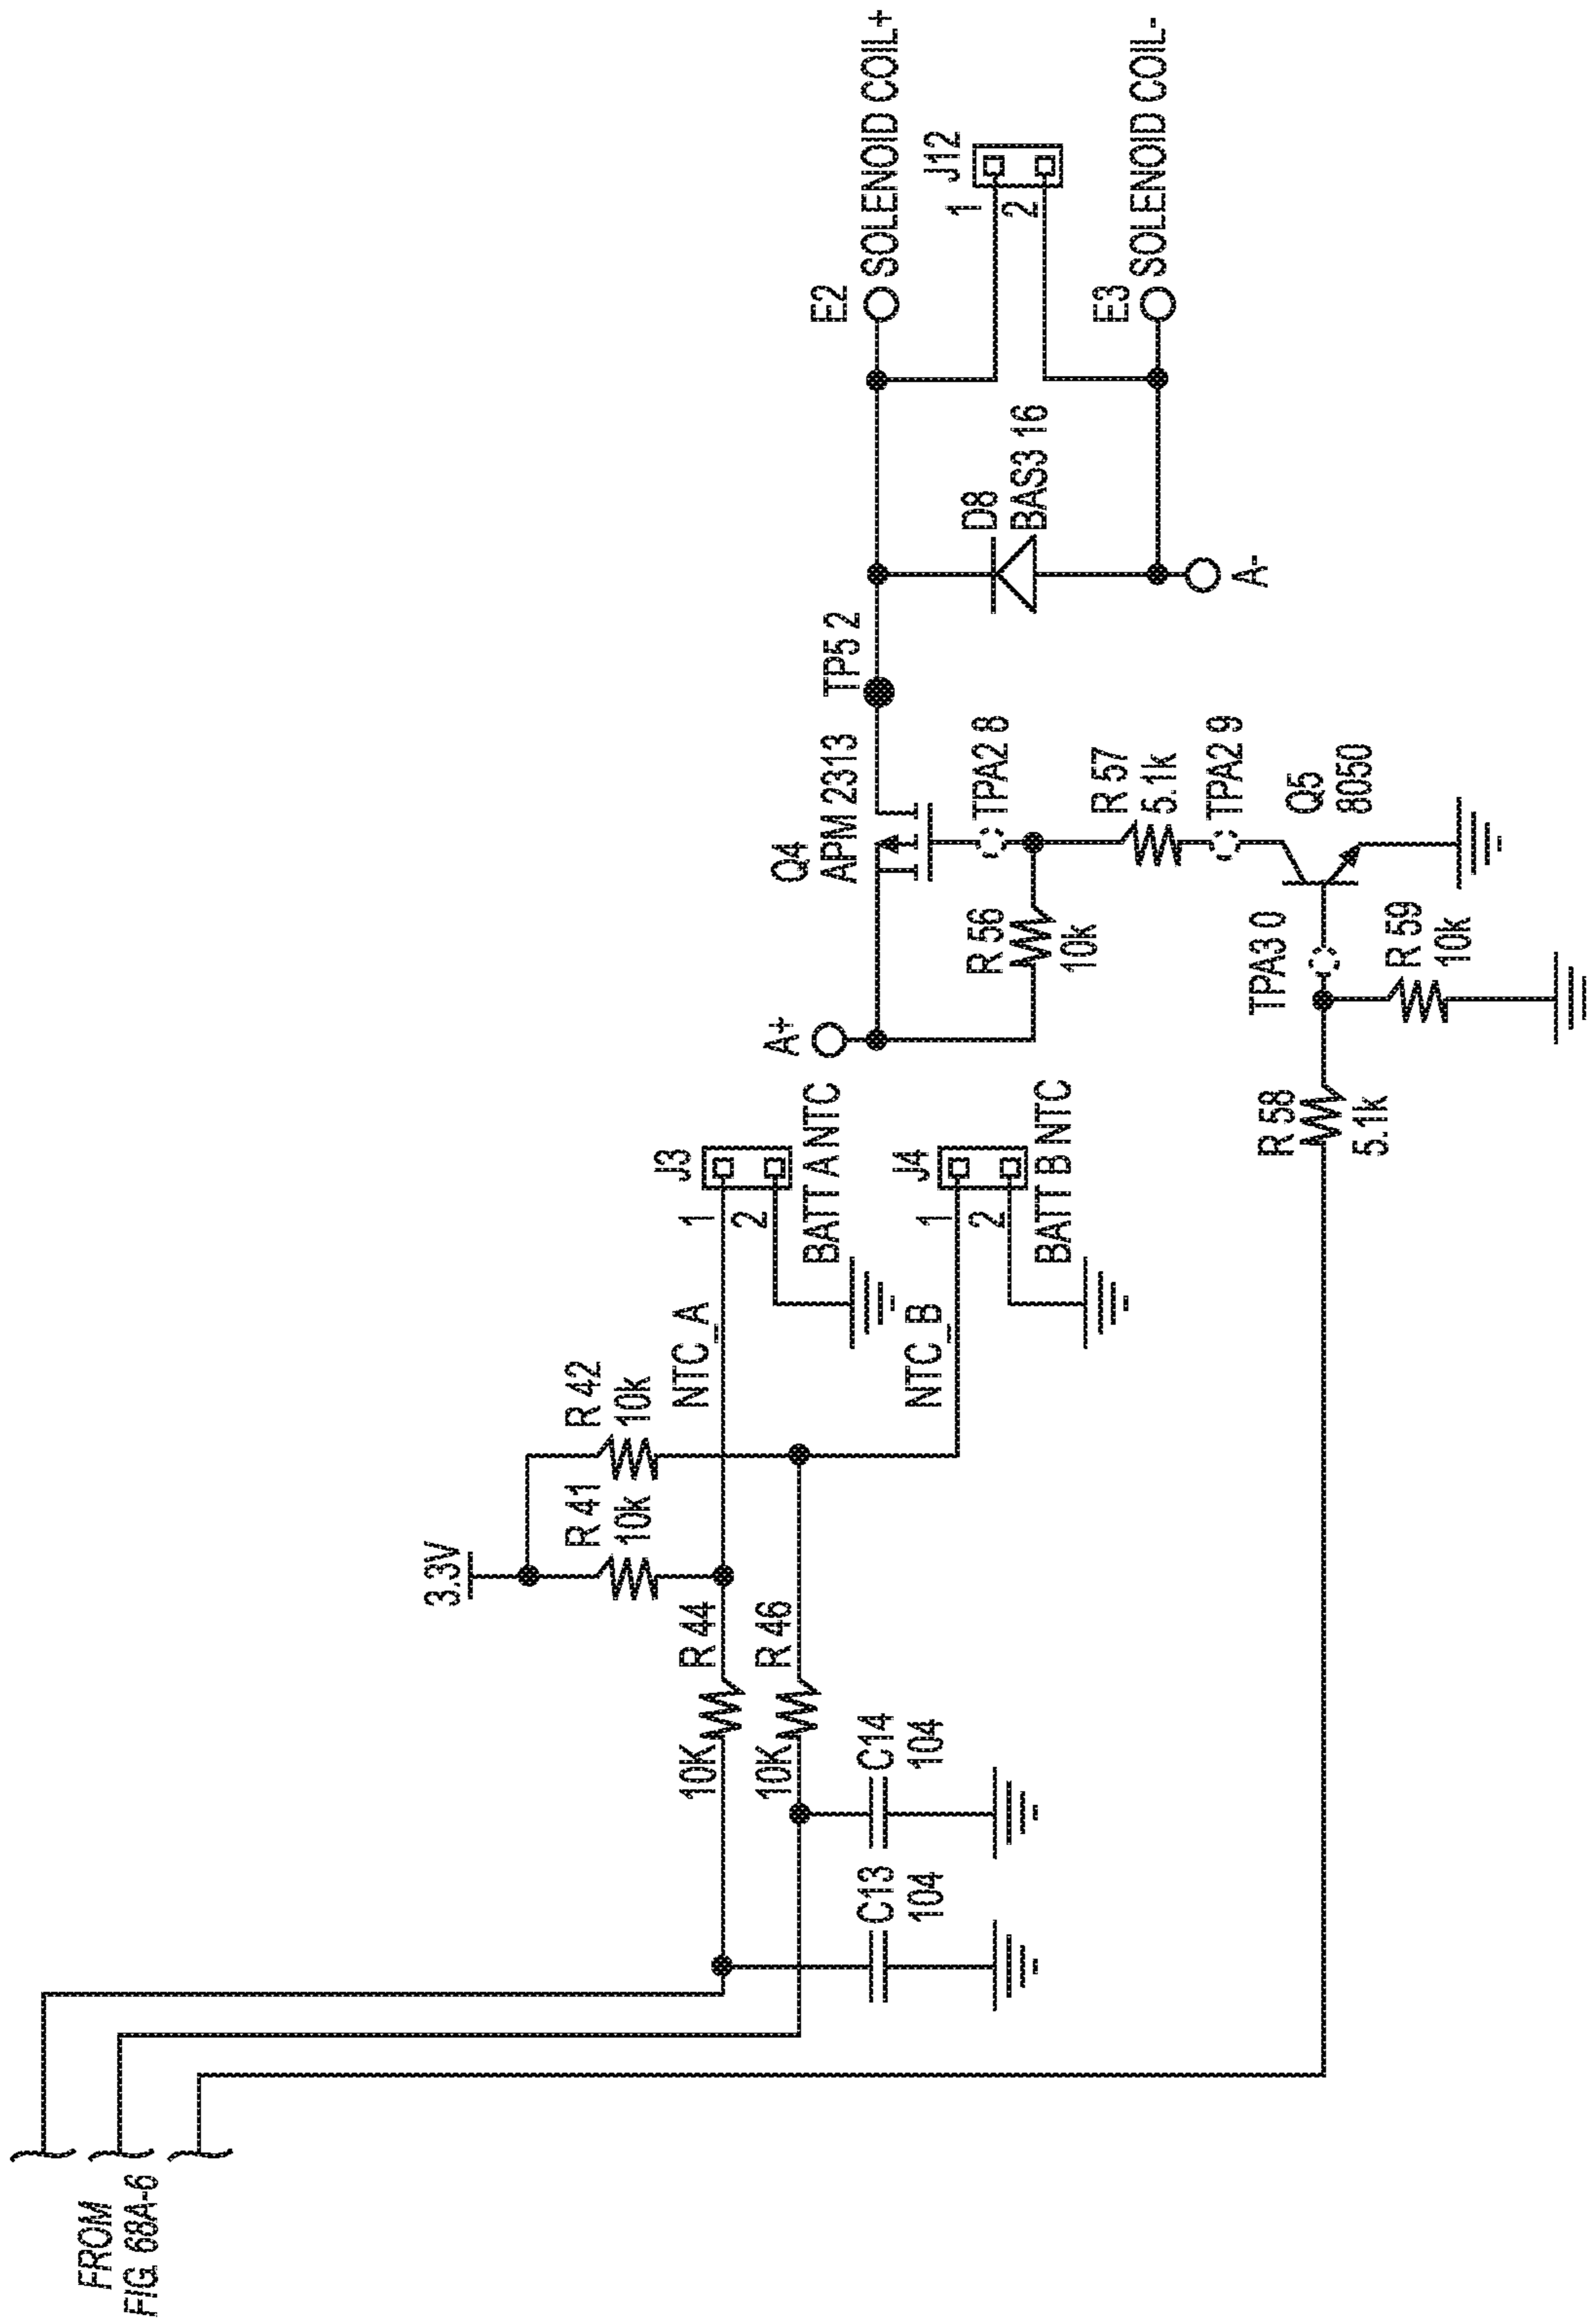 FROM
FIG. 68A-6
3.3V
R 41
10k
R 42
10k
R 44
10K
R 46
10K
C13
104
C14
104
NTC_A
J3
1
2
BATT A NTC
NTC_B
J4
1
2
BATT B NTC
A+
Q4
APM 2313
TP5 2
R 56
10k
TPA2 8
R 57
5.1k
TPA2 9
Q5
8050
TPA3 0
R 58
5.1k
R 59
10k
D8
BAS3 16
A-
E2
SOLENOID COIL+
J12
1
2
E3
SOLENOID COIL-